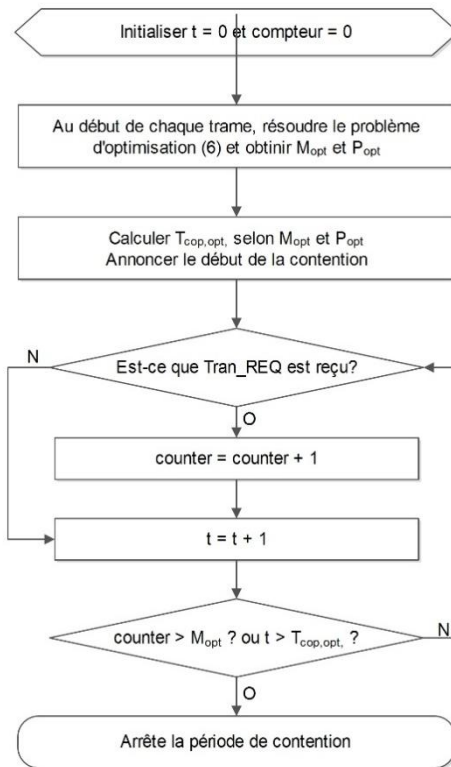 Initialiser t = 0 et compteur = 0
Au début de chaque trame, résoudre le problème
d'optimisation (6) et obtinir Mopt et Popt
Calculer Tcop,opt, selon Mopt et Popt
Annoncer le début de la contention
N
Est-ce que Tran_REQ est reçu?
O
counter = counter + 1
t = t + 1
counter > Mopt ? ou t > Tcop,opt, ?
N
O
Arrête la période de contention